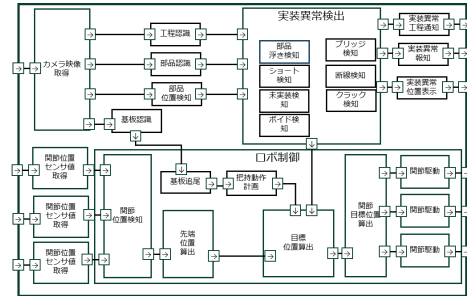 実装異常検出
カメラ映像
取得
工程認識
部品認識
部品
位置検知
基板認識
部品
浮き検知
ショート
検知
未実装検
知
ボイド検
知
ブリッジ
検知
断線検知
クラック
検知
実装異常
工程通知
実装異常
報知
実装異常
位置表示
ロボ制御
関節位置
センサ値
取得
関節位置
センサ値
取得
関節位置
センサ値
取得
関節
位置検知
基板追尾
把持動作
計画
先端
位置
算出
目標
位置算出
関節
目標位置
算出
関節駆動
関節駆動
関節駆動